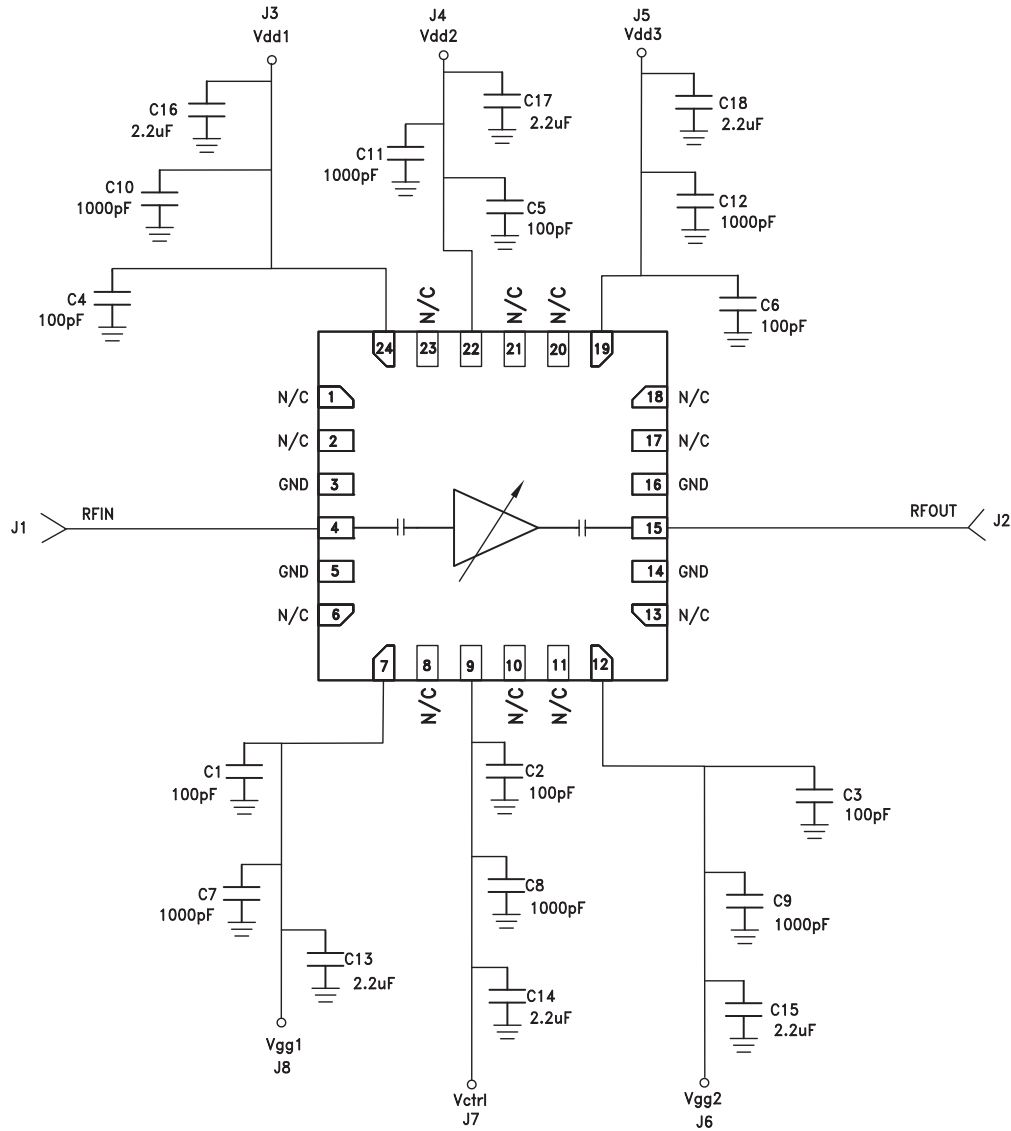 J3
Vdd1
J4
Vdd2
J5
Vdd3
C16
2.2uF
C17
2.2uF
C18
2.2uF
C11
1000pF
C10
1000pF
C5
100pF
C12
1000pF
C4
100pF
C6
100pF
N/C
N/C
N/C
24
23
22
21
20
19
N/C
1
18
N/C
N/C
2
17
N/C
GND
3
16
GND
J1
RFIN
4
15
RFOUT
J2
GND
5
14
GND
N/C
6
13
N/C
7
8
9
10
11
12
N/C
N/C
N/C
C1
100pF
C2
100pF
C3
100pF
C7
1000pF
C8
1000pF
C9
1000pF
C13
2.2uF
C14
2.2uF
C15
2.2uF
Vgg1
J8
Vctrl
J7
Vgg2
J6